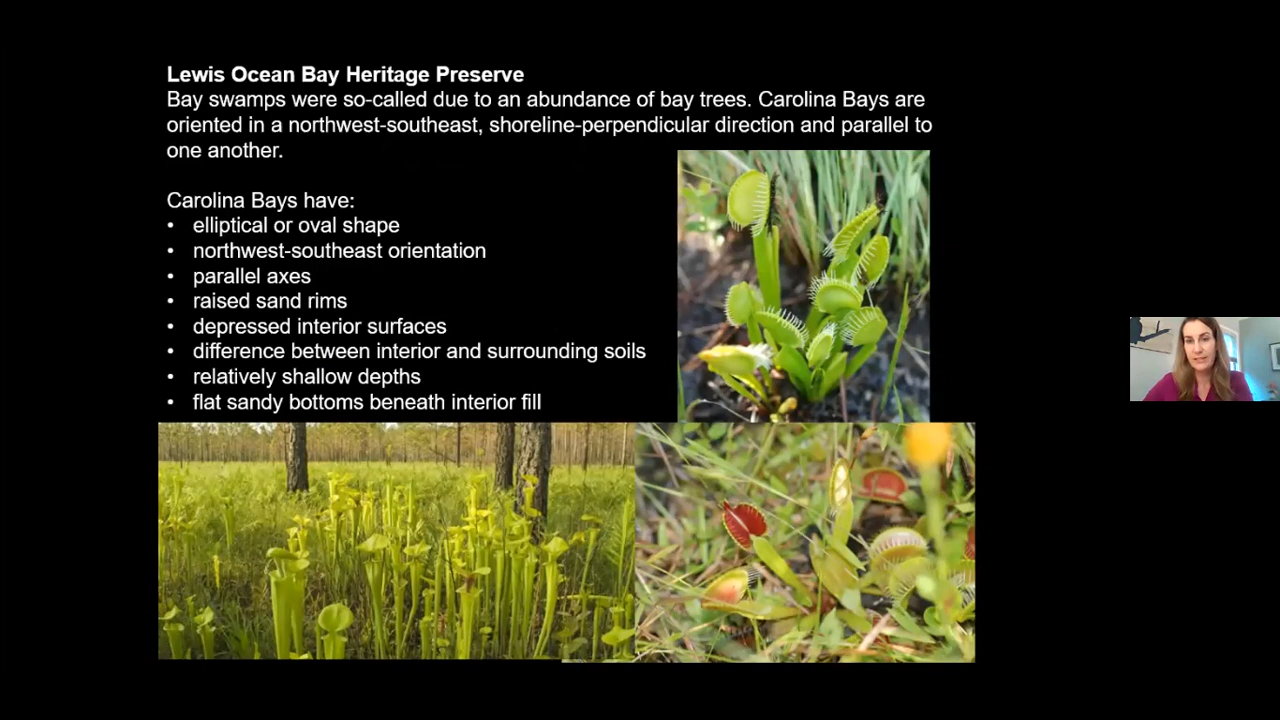 Lewis Ocean Bay Heritage Preserve
Bay swamps were so-called due to an abundance of bay trees. Carolina Bays are
oriented in a northwest-southeast, shoreline-perpendicular direction and parallel to
one another.
Carolina Bays have:
• elliptical or oval shape
• northwest-southeast orientation
• parallel axes
• raised sand rims
• depressed interior surfaces
• difference between interior and surrounding soils
• relatively shallow depths
• flat sandy bottoms beneath interior fill